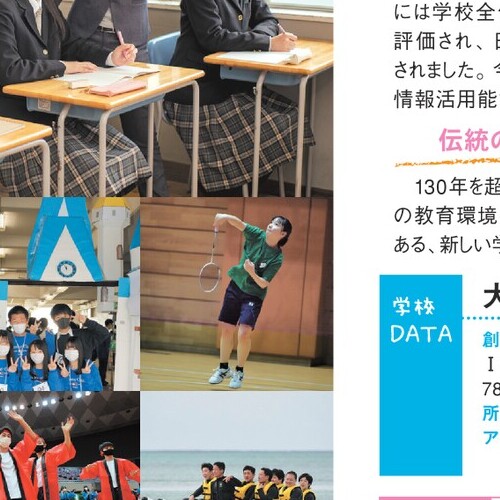 には学校全
評価され、
されました。
情報活用能
伝統の
130年を超
の教育環境
ある、新しい学
学校
DATA
大
創
I
78
所
ア